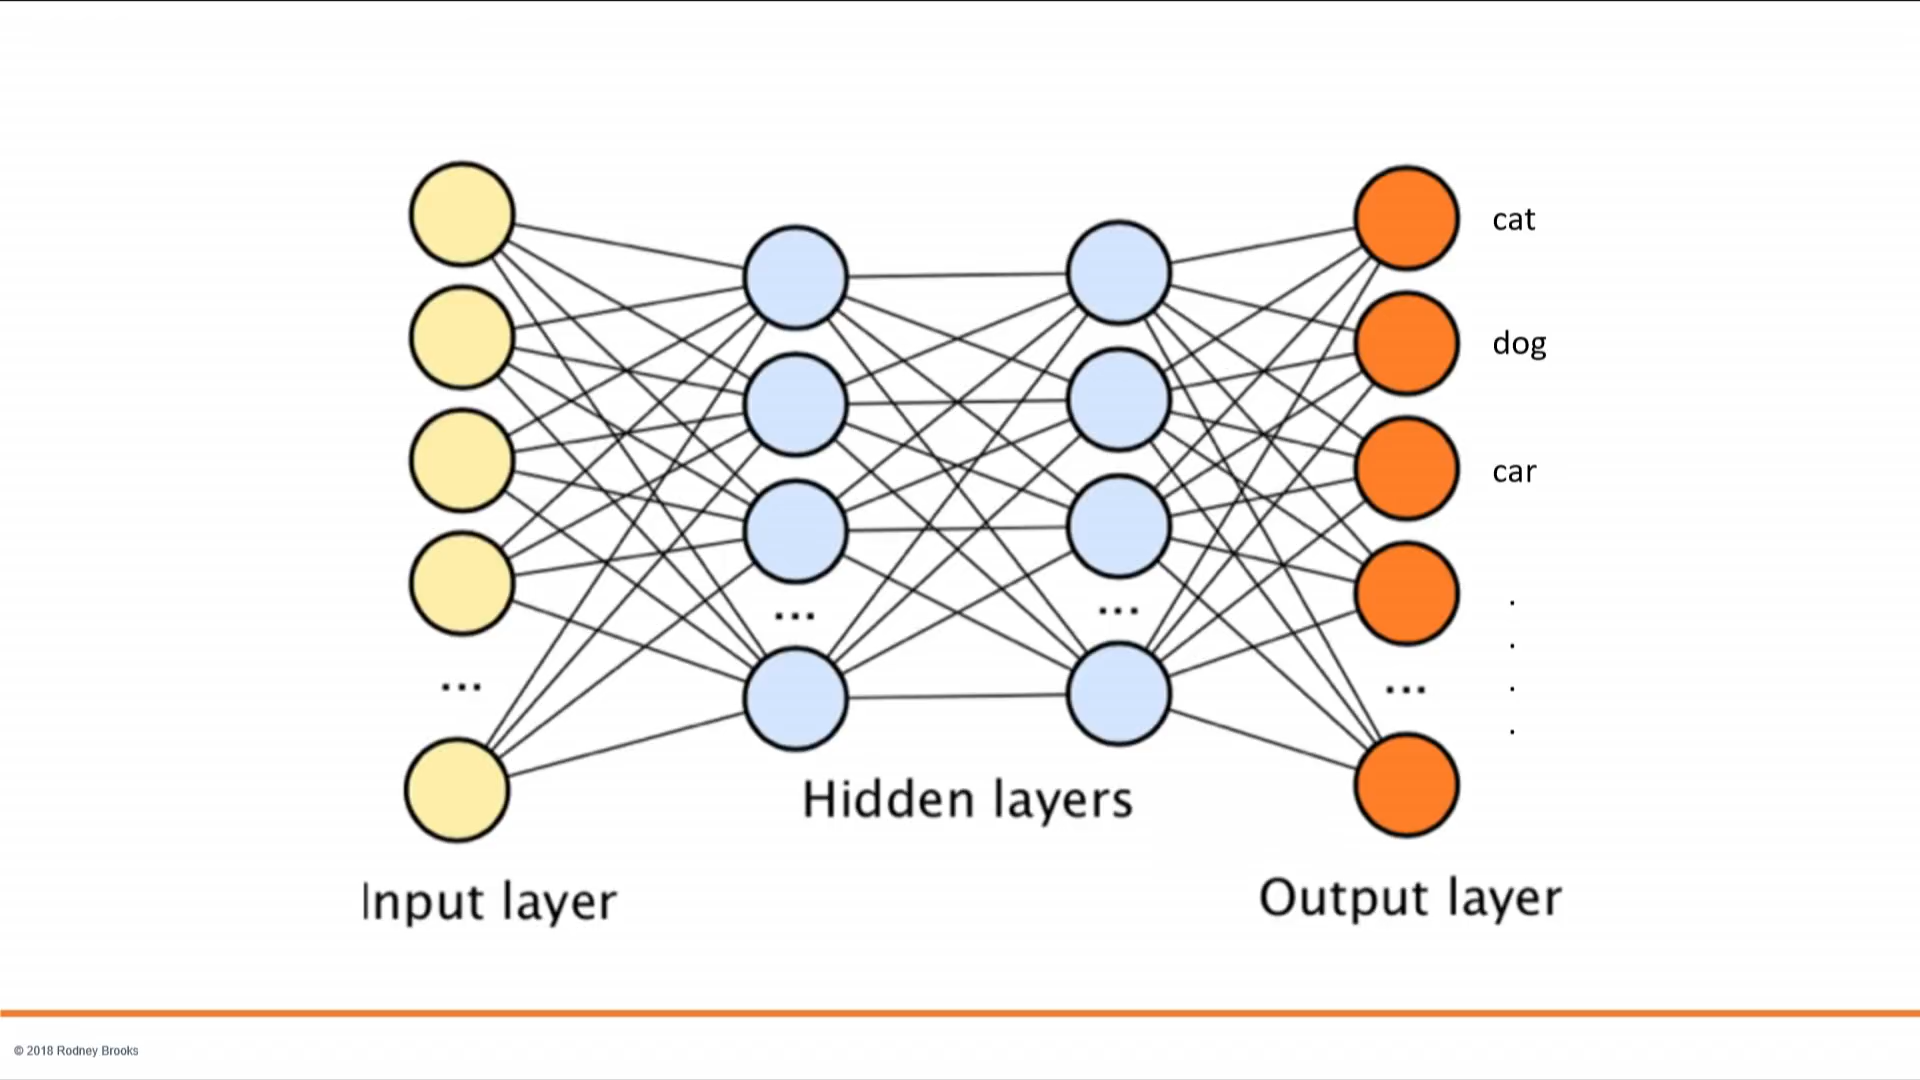 cat
dog
car
.
.
...
...
...
...
.
.
Hidden layers
Input layer
Output layer
© 2018 Rodney Brooks